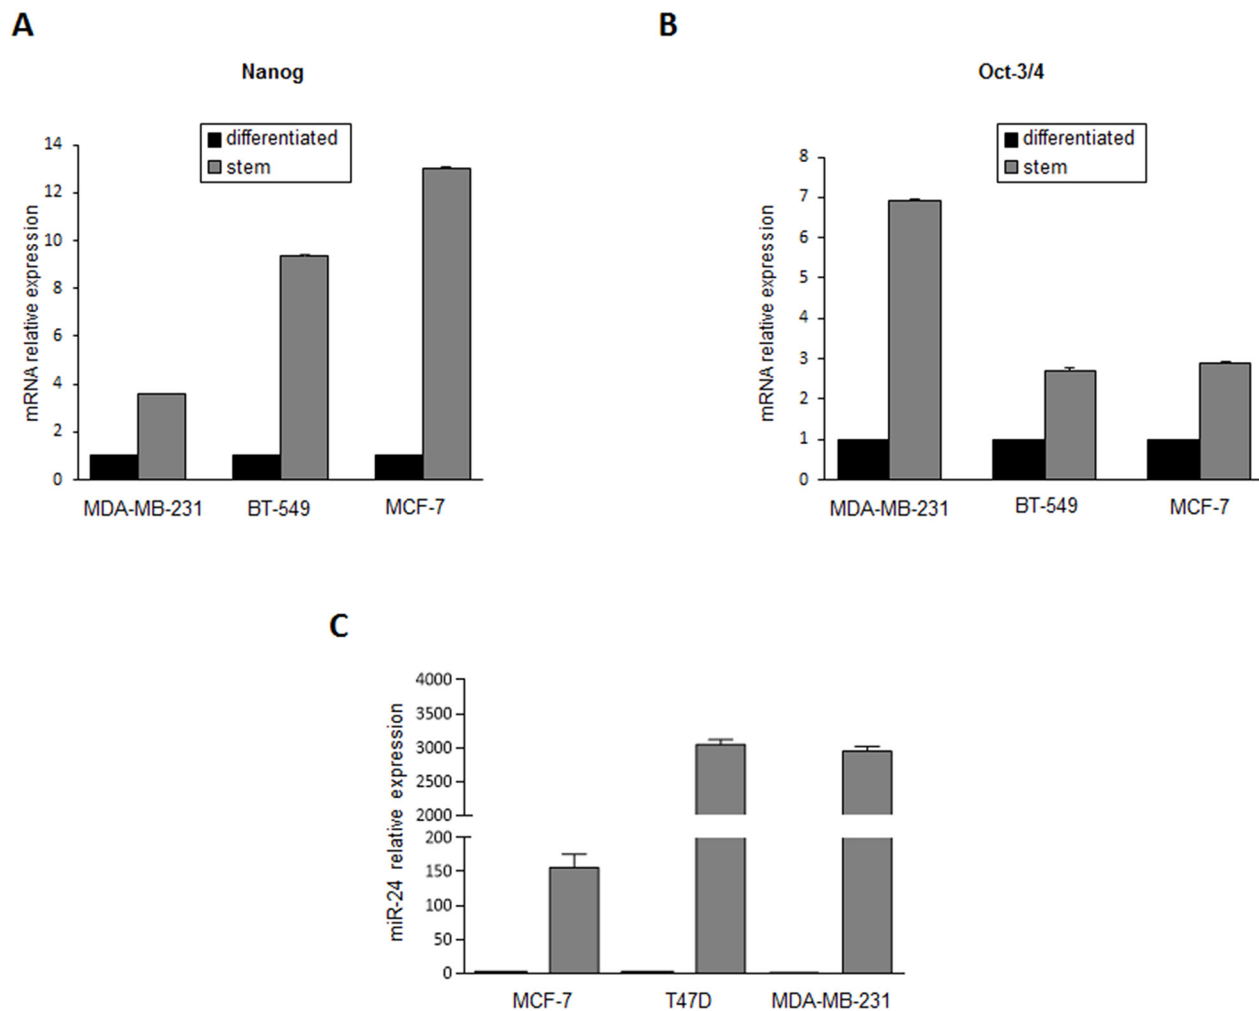 A
Nanog
differentiated
stem
mRNA relative expression
14
12
10
8
6
4
2
0
MDA-MB-231 BT-549 MCF-7
B
Oct-3/4
differentiated
stem
mRNA relative expression
8
7
6
5
4
3
2
1
0
MDA-MB-231 BT-549 MCF-7
C
miR-24 relative expression
4000
3500
3000
2500
2000
200
150
100
50
0
MCF-7 T47D MDA-MB-231